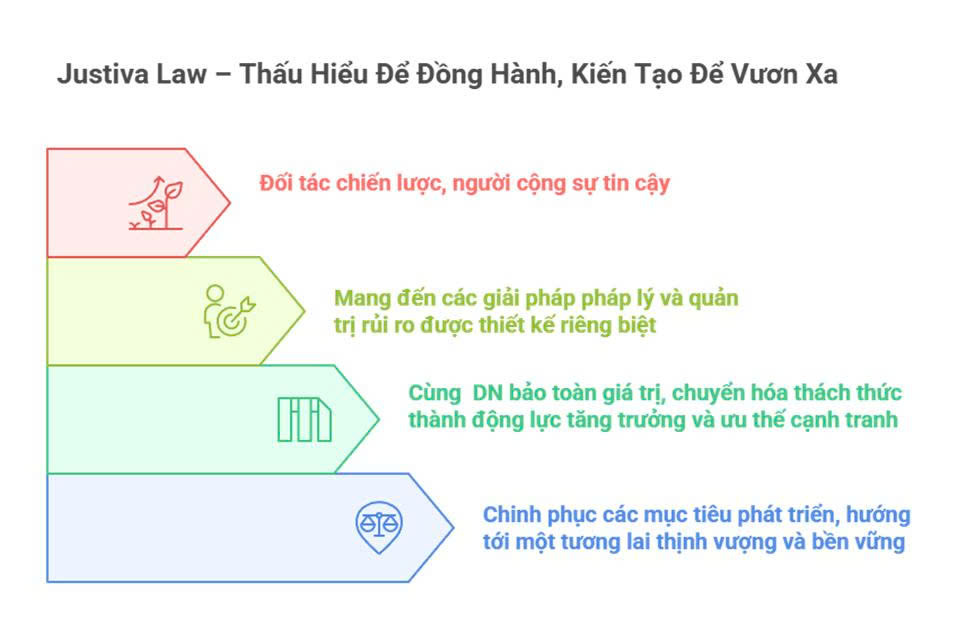 Justiva Law – Thấu Hiểu Để Đồng Hành, Kiến Tạo Để Vươn Xa
Đối tác chiến lược, người cộng sự tin cậy
Mang đến các giải pháp pháp lý và quản
trị rủi ro được thiết kế riêng biệt
Cùng  DN bảo toàn giá trị, chuyển hóa thách thức
thành động lực tăng trưởng và ưu thế cạnh tranh
Chinh phục các mục tiêu phát triển, hướng
tới một tương lai thịnh vượng và bền vững